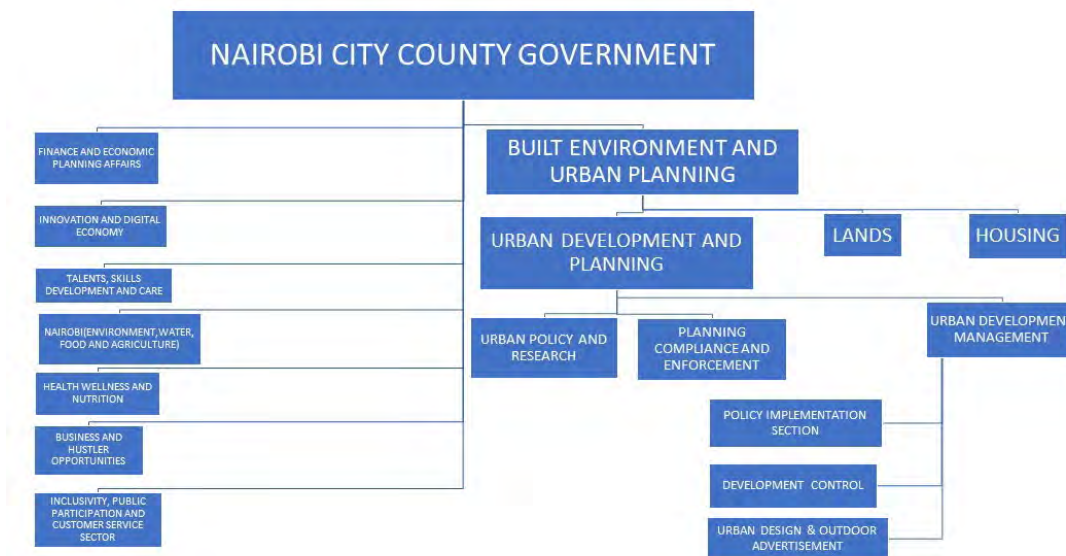 NAIROBI CITY COUNTY GOVERNMENT
FINANCE AND ECONOMIC
PLANNING AFFAIRS
INNOVATION AND DIGITAL
ECONOMY
TALENTS, SKILLS
DEVELOPMENT AND CARE
NAIROBI(ENVIRONMENT, WATER,
FOOD AND AGRICULTURE)
HEALTH WELLNESS AND
NUTRITION
BUSINESS AND
HUSTLER
OPPORTUNITIES
INCLUSIVITY, PUBLIC
PARTICIPATION AND
CUSTOMER SERVICE
SECTOR
BUILT ENVIRONMENT AND
URBAN PLANNING
URBAN DEVELOPMENT AND
PLANNING
LANDS
HOUSING
URBAN POLICY AND
RESEARCH
PLANNING
COMPLIANCE AND
ENFORCEMENT
URBAN DEVELOPMEN
MANAGEMENT
POLICY IMPLEMENTATION
SECTION
DEVELOPMENT CONTROL
URBAN DESIGN & OUTDOOR
ADVERTISEMENT